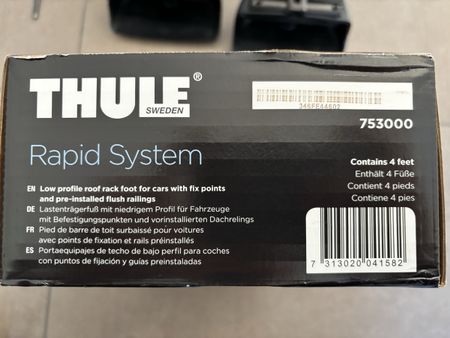 THULE®
SWEDEN
753000
Rapid System
Contains 4 feet
Enthält 4 Füße
Contient 4 pieds
Contiene 4 pies
EN Low profile roof rack foot for cars with fix points
and pre-installed flush railings
DE Lastenträgerfuß mit niedrigem Profil für Fahrzeuge
mit Befestigungspunkten und vorinstallierten Dachrelings
FR Pied de barre de toit surbaissé pour voitures
avec points de fixation et rails préinstallés
ES Portaequipajes de techo de bajo perfil para coches
con puntos de fijación y guías preinstaladas
7 313020 041582